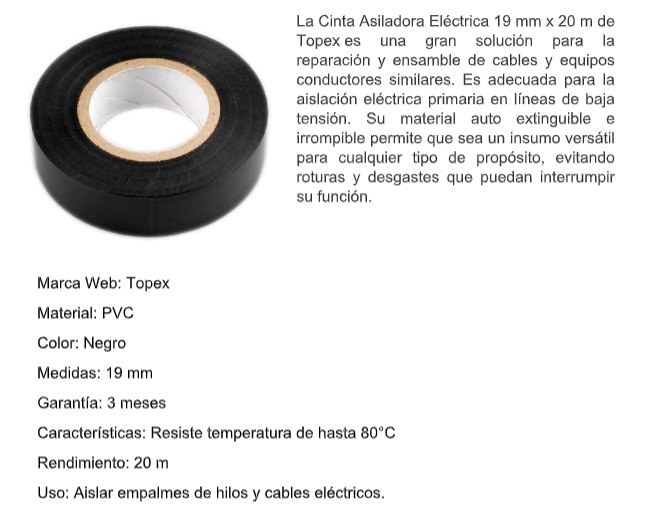 La Cinta Asiladora Eléctrica 19 mm x 20 m de
Topex es una gran solución para la
reparación y ensamble de cables y equipos
conductores similares. Es adecuada para la
aislación eléctrica primaria en líneas de baja
tensión. Su material auto extinguible e
irrompible permite que sea un insumo versátil
para cualquier tipo de propósito, evitando
roturas y desgastes que puedan interrumpir
su función.
Marca Web: Topex
Material: PVC
Color: Negro
Medidas: 19 mm
Garantía: 3 meses
Características: Resiste temperatura de hasta 80°C
Rendimiento: 20 m
Uso: Aislar empalmes de hilos y cables eléctricos.